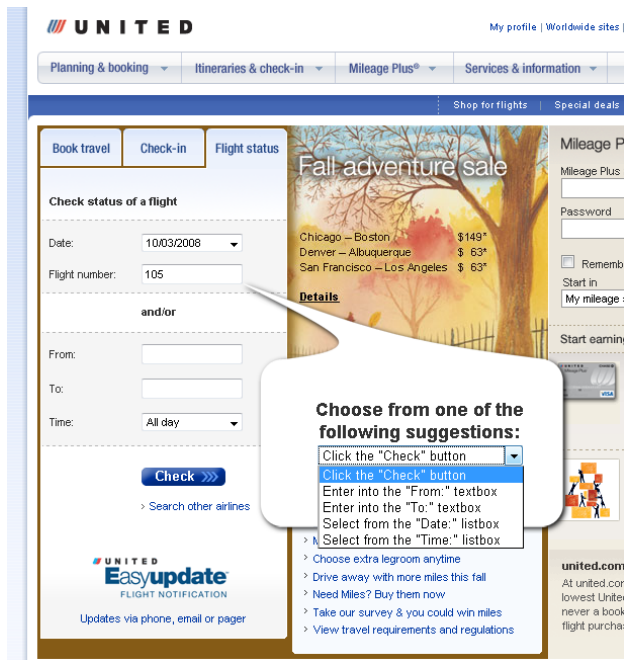 UNITED
My profile | Worldwide sites |
Planning & booking
Itineraries & check-in
Mileage Plus®
Services & information
Shop for flights | Special deals
Book travel
Check-in
Flight status
Check status of a flight
Date:
10/03/2008
Flight number:
105
and/or
From:
To:
Time:
All day
Check >>>
> Search other airlines
UNITED
Easyupdate
FLIGHT NOTIFICATION
Updates via phone, email or pager
Fall adventure sale
Chicago – Boston $149*
Denver – Albuquerque $ 63*
San Francisco – Los Angeles $ 63*
Details
Choose from one of the
following suggestions:
Click the "Check" button
Click the "Check" button
Enter into the "From:" textbox
Enter into the "To:" textbox
Select from the "Date:" listbox
Select from the "Time:" listbox
> Choose extra legroom anytime
> Drive away with more miles this fall
> Need Miles? Buy them now
> Take our survey & you could win miles
> View travel requirements and regulations
Mileage P
Mileage Plus
Password
Rememb
Start in
My mileage
Start earning
UNITED
VISA
united.com
At united.com
lowest Unite
never a book
flight purcha